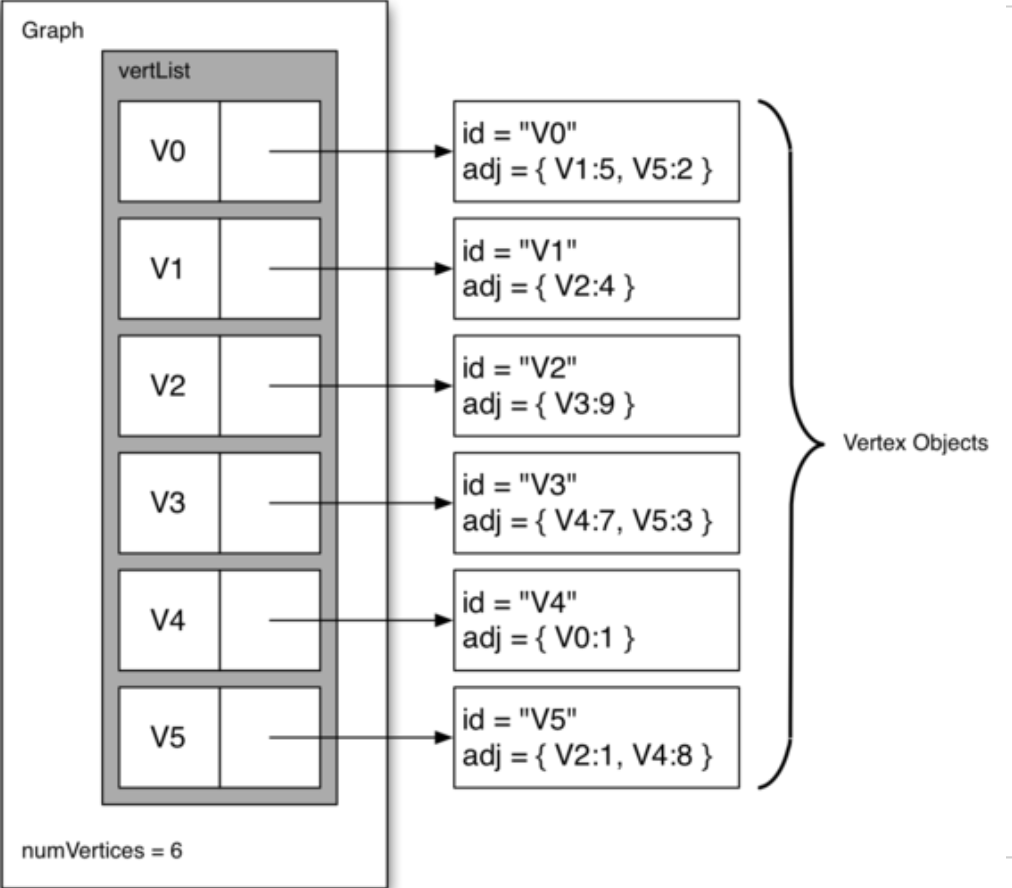 Graph
vertList
V0
id = "V0"
adj = { V1:5, V5:2 }
V1
id = "V1"
adj = { V2:4 }
V2
id = "V2"
adj = { V3:9 }
V3
id = "V3"
adj = { V4:7, V5:3 }
V4
id = "V4"
adj = { V0:1 }
V5
id = "V5"
adj = { V2:1, V4:8 }
Vertex Objects
numVertices = 6